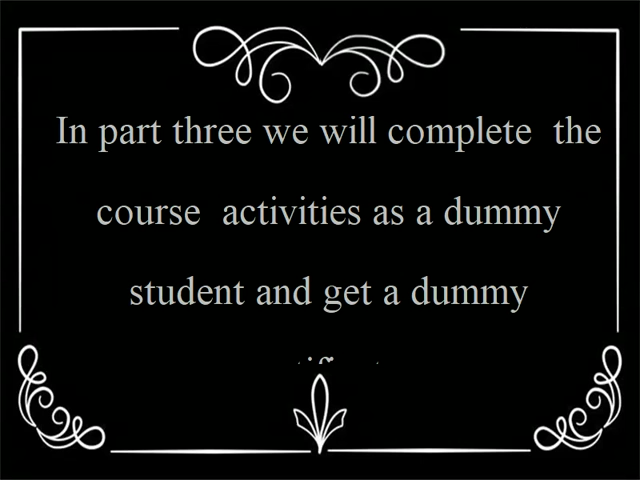 In part three we will complete  the
course  activities as a dummy
student and get a dummy